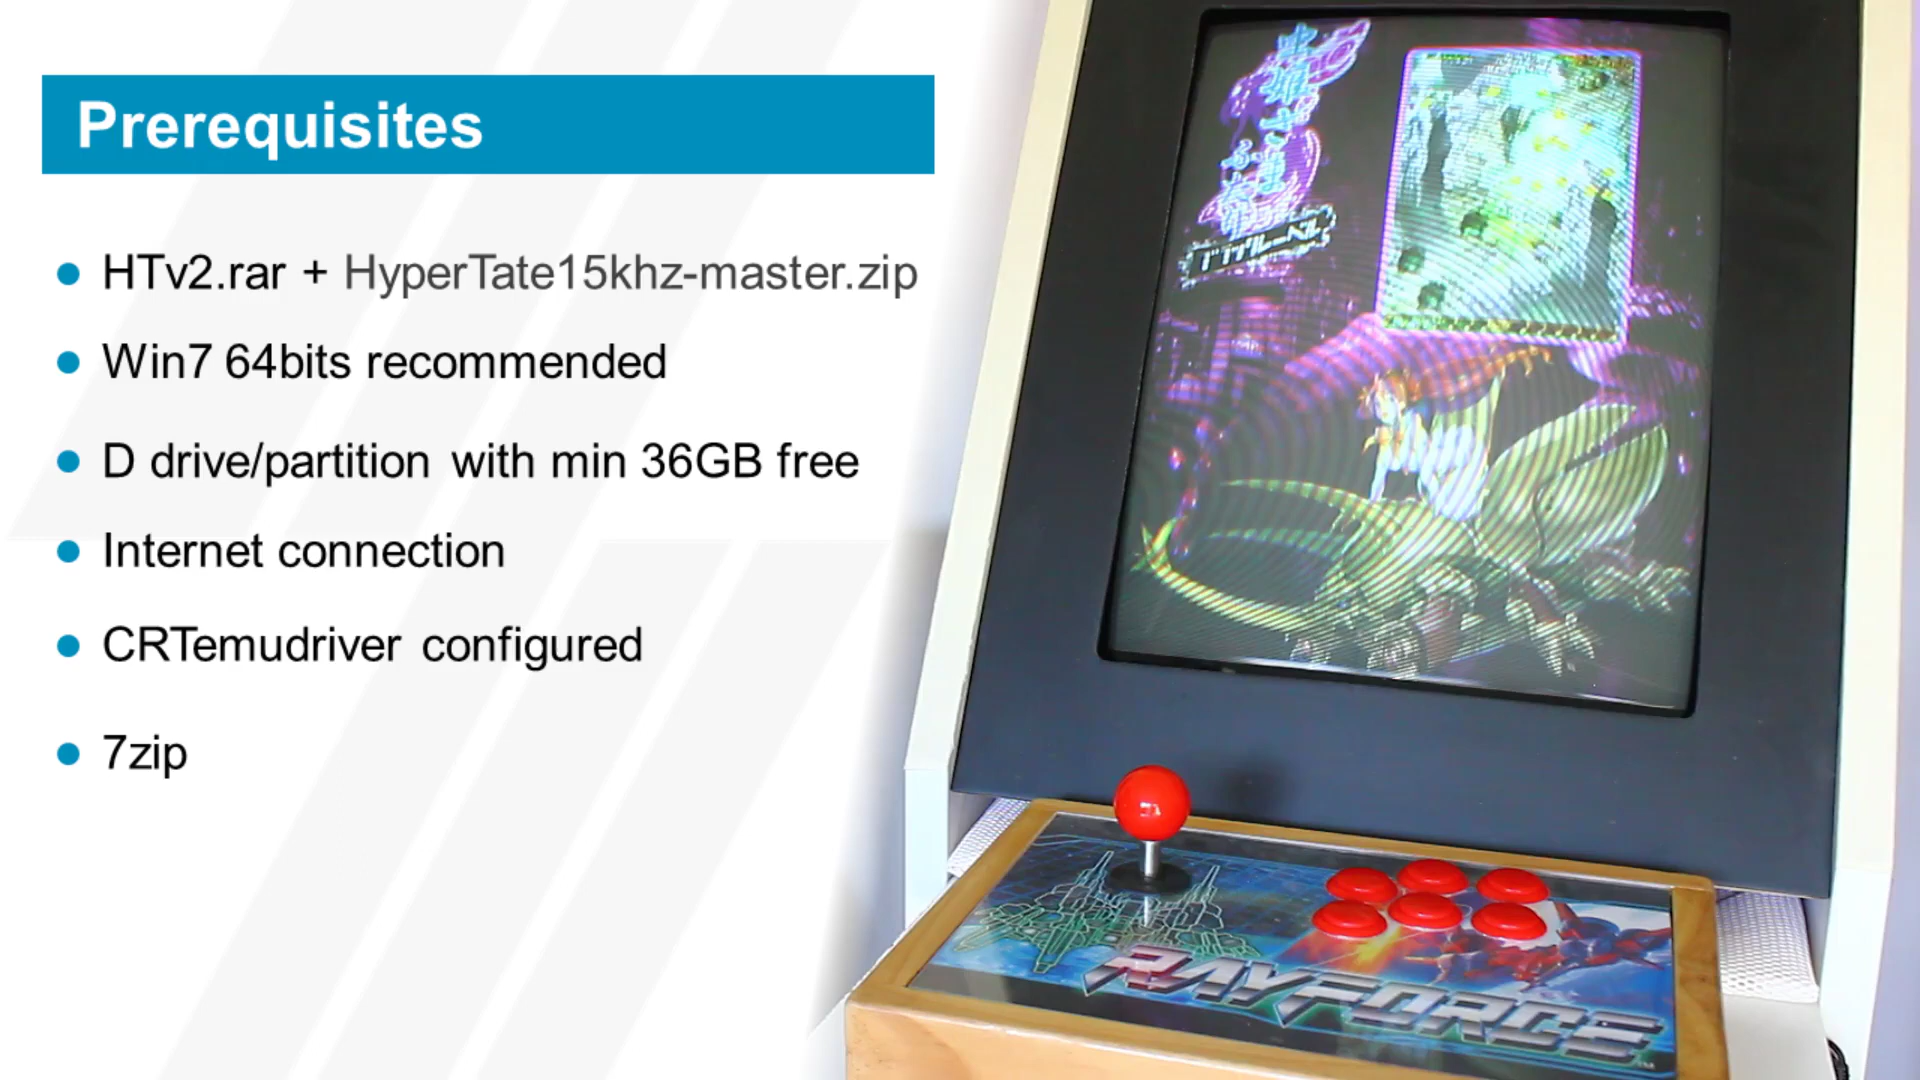 Prerequisites
HTv2.rar + HyperTate15khz-master.zip
Win7 64bits recommended
D drive/partition with min 36GB free
Internet connection
CRTemudriver configured
7zip
RAYFORCE